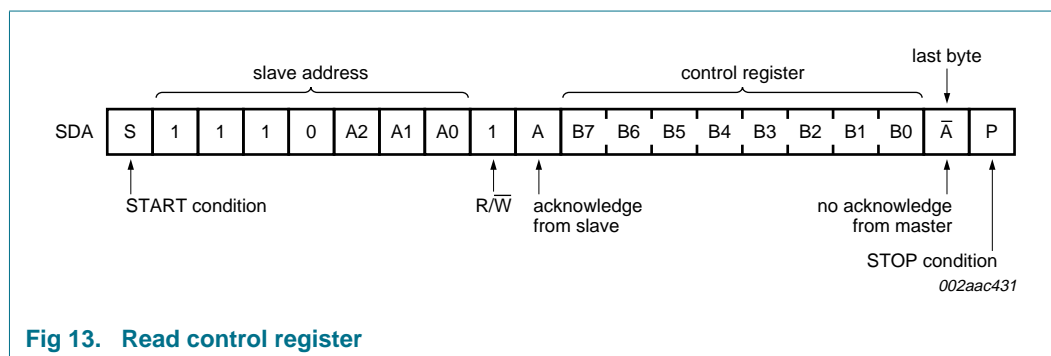 last byte
slave address control register
SDA S 1 1 1 0 A2 A1 A0 1 A B7 B6 B5 B4 B3 B2 B1 B0 A̅ P
START condition R/W̅ acknowledge from slave no acknowledge from master
STOP condition
002aac431
Fig 13. Read control register